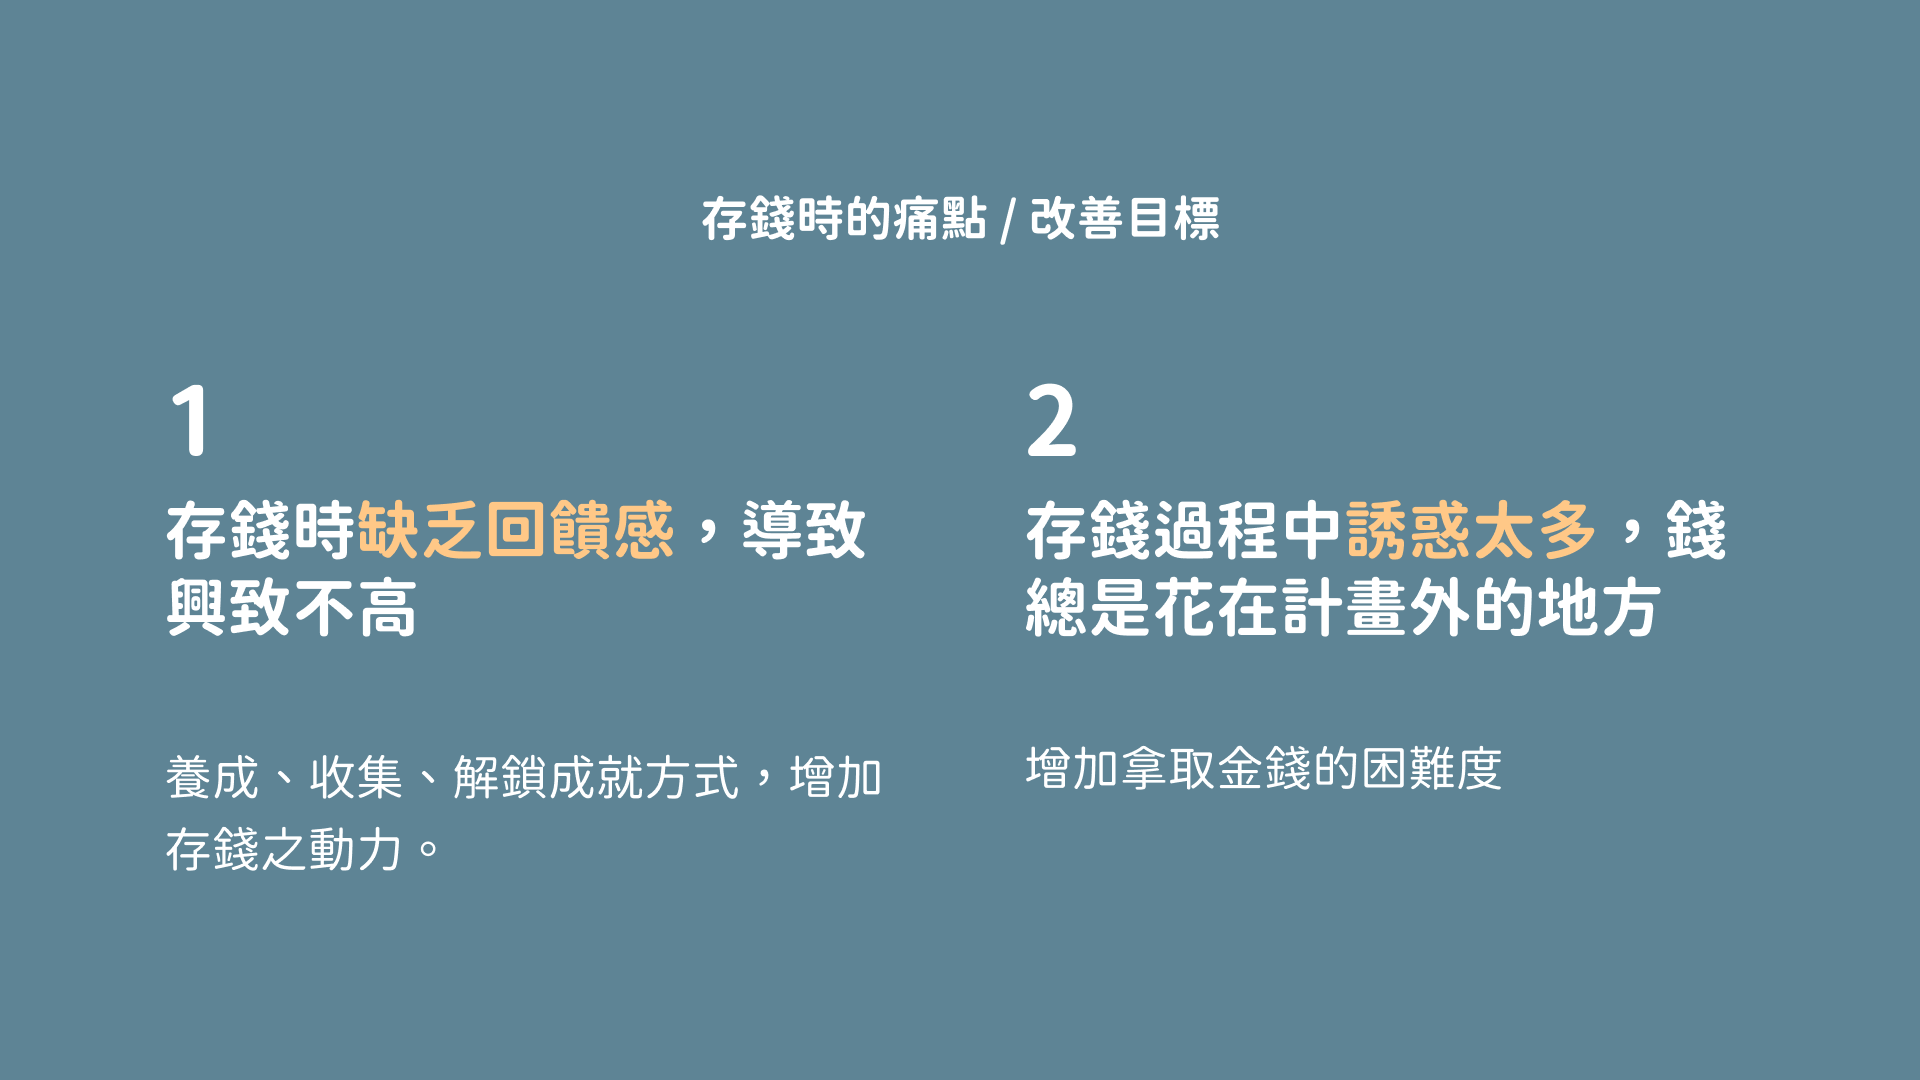 存錢時的痛點 / 改善目標
1
存錢時缺乏回饋感，導致
興致不高
養成、收集、解鎖成就方式，增加
存錢之動力。
2
存錢過程中誘惑太多，錢
總是花在計畫外的地方
增加拿取金錢的困難度